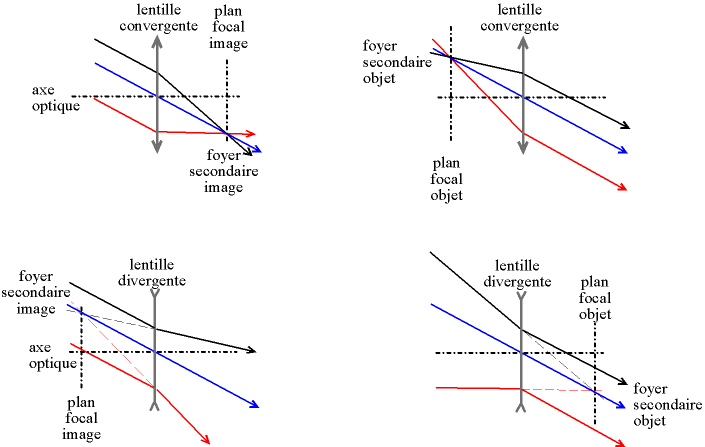 lentille
convergente
plan
focal
image
axe
optique
foyer
secondaire
image
lentille
convergente
foyer
secondaire
objet
plan
focal
objet
lentille
divergente
foyer
secondaire
image
axe
optique
plan
focal
image
lentille
divergente
plan
focal
objet
foyer
secondaire
objet